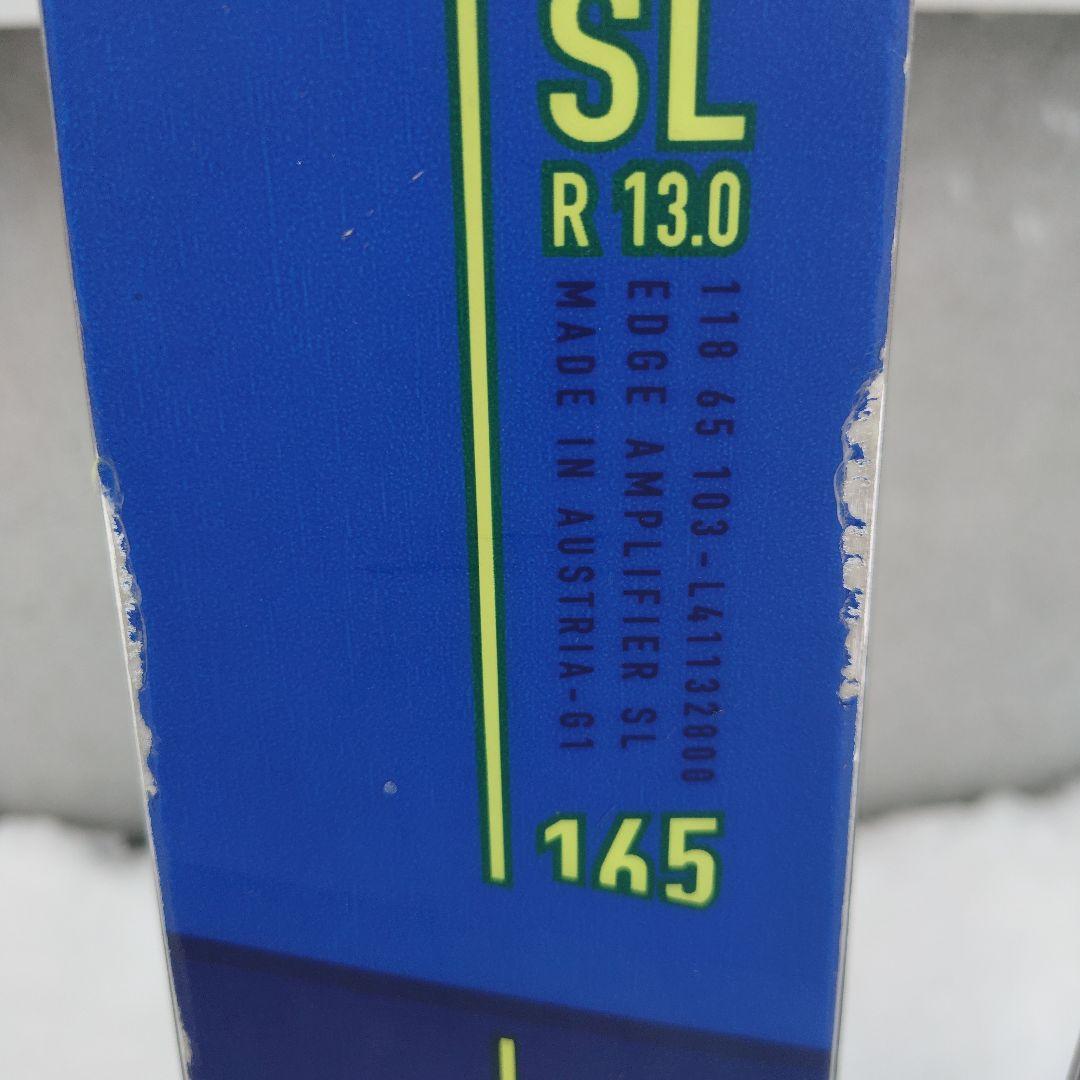 SL
R 13.0
118 65 103-L41132800
EDGE AMPLIFIER SL
MADE IN AUSTRIA-G1
165